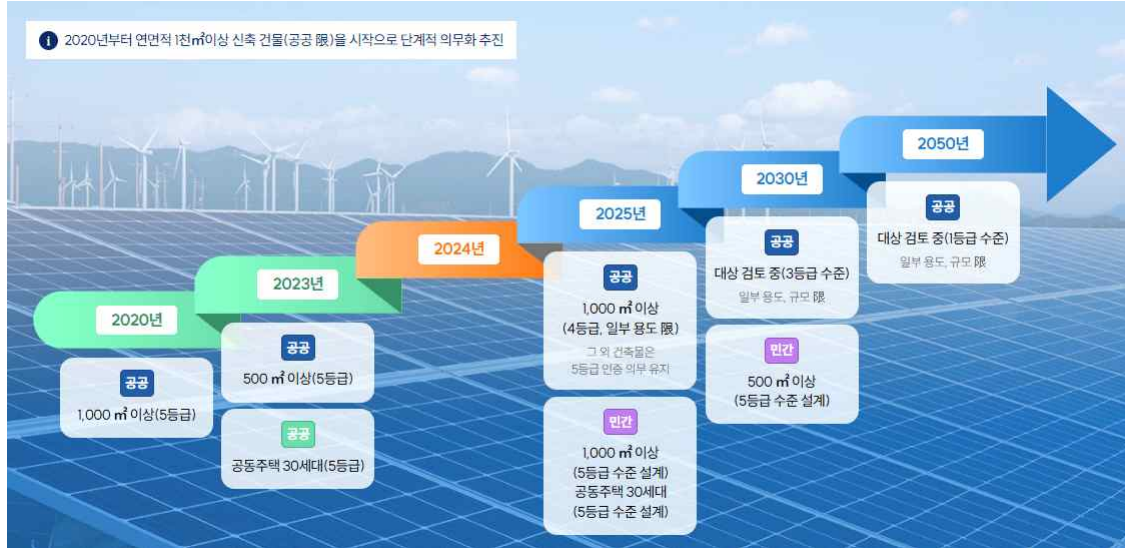 2020년부터 연면적 1천㎡이상 신축 건물(공공 限)을 시작으로 단계적 의무화 추진
2020년
공공
1,000 ㎡ 이상(5등급)
2023년
공공
500 ㎡ 이상(5등급)
공공
공동주택 30세대(5등급)
2024년
2025년
공공
1,000 ㎡ 이상
(4등급, 일부 용도 限)
그 외 건축물은
5등급 인증 의무 유지
민간
1,000 ㎡ 이상
(5등급 수준 설계)
공동주택 30세대
(5등급 수준 설계)
2030년
공공
대상 검토 중(3등급 수준)
일부 용도, 규모 限
민간
500 ㎡ 이상
(5등급 수준 설계)
2050년
공공
대상 검토 중(1등급 수준)
일부 용도, 규모 限